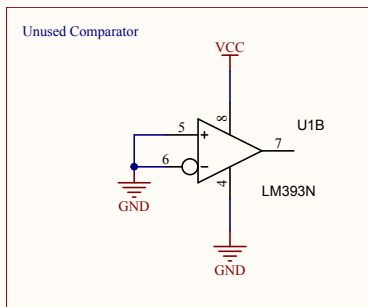 Unused Comparator
VCC
8
5
+
U1B
7
6
-
4
LM393N
GND
GND